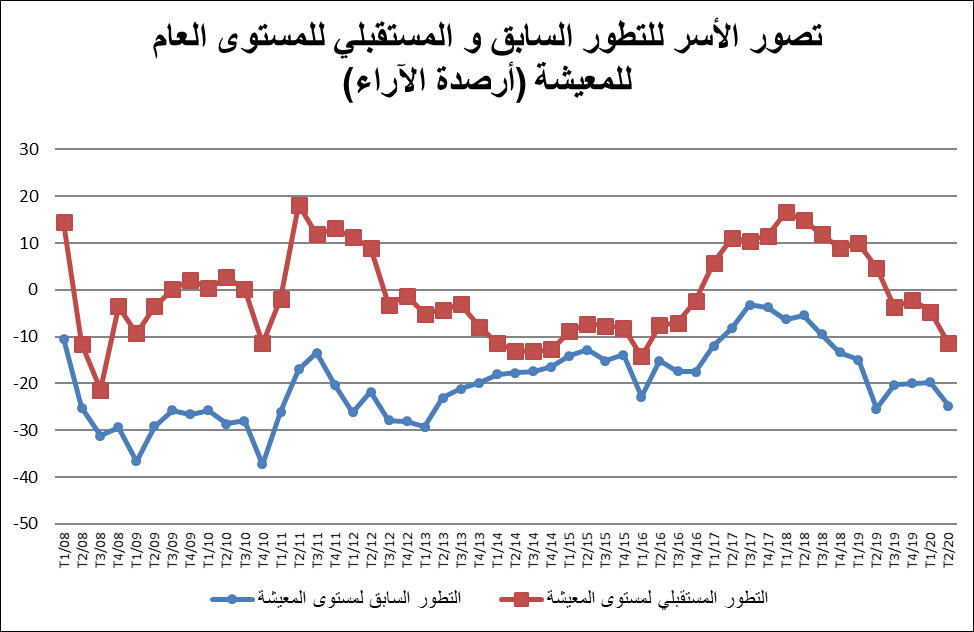 تصور الأسر للتطور السابق و المستقبلي للمستوى العام
للمعيشة (أرصدة الآراء)
30
20
10
0
-10
-20
-30
-40
-50
T1/08
T2/08
T3/08
T4/08
T1/09
T2/09
T3/09
T4/09
T1/10
T2/10
T3/10
T4/10
T1/11
T2/11
T3/11
T4/11
T1/12
T2/12
T3/12
T4/12
T1/13
T2/13
T3/13
T4/13
T1/14
T2/14
T3/14
T4/14
T1/15
T2/15
T3/15
T4/15
T1/16
T2/16
T3/16
T4/16
T1/17
T2/17
T3/17
T4/17
T1/18
T2/18
T3/18
T4/18
T1/19
T2/19
T3/19
T4/19
T1/20
T2/20
التطور السابق لمستوى المعيشة
التطور المستقبلي لمستوى المعيشة